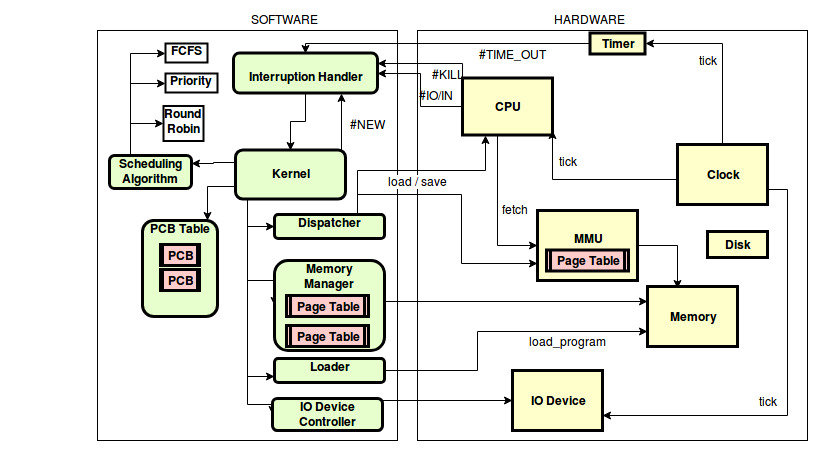 SOFTWARE
HARDWARE
FCFS
Priority
Round
Robin
Interruption Handler
#TIME_OUT
Timer
tick
#KILL
#IO/IN
CPU
#NEW
Scheduling
Algorithm
Kernel
tick
Clock
load / save
PCB Table
PCB
PCB
Dispatcher
fetch
MMU
Page Table
Disk
Memory
Manager
Page Table
Page Table
Memory
load_program
Loader
IO Device
Controller
IO Device
tick